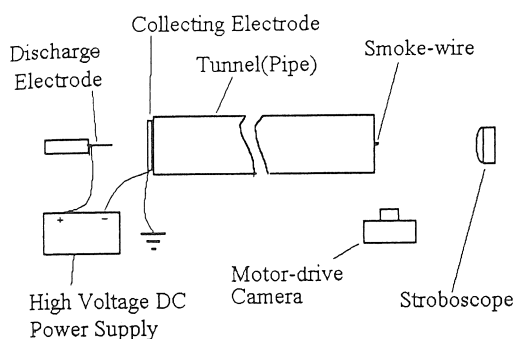 Collecting Electrode
Discharge
Electrode
Tunnel(Pipe)
Smoke-wire
+ −
High Voltage DC
Power Supply
Motor-drive
Camera
Stroboscope